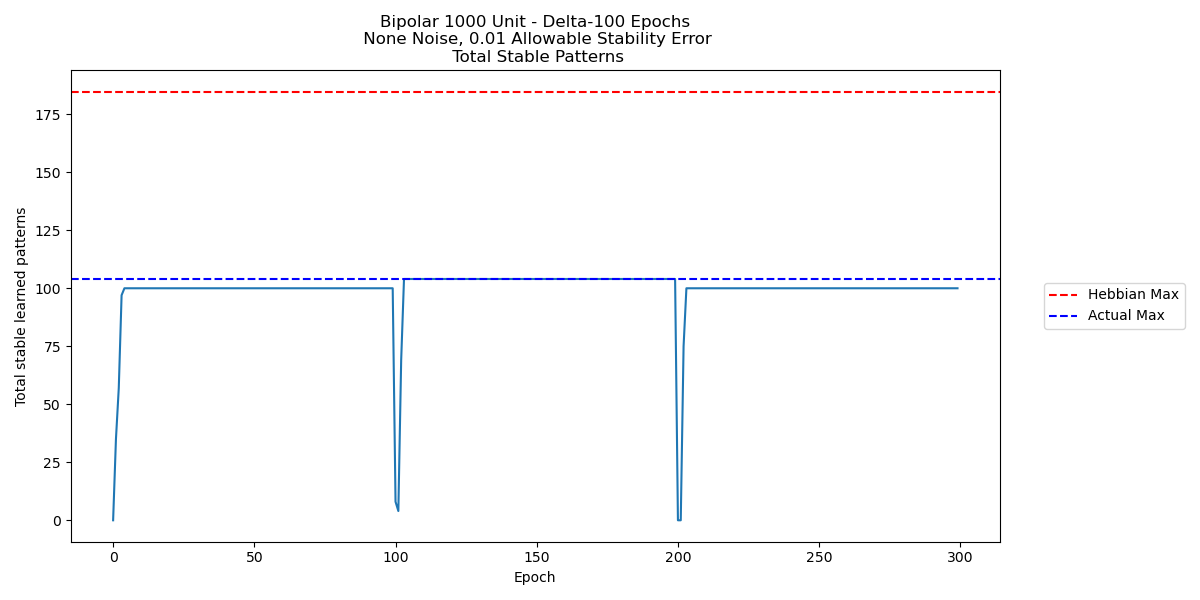 Bipolar 1000 Unit - Delta-100 Epochs
None Noise, 0.01 Allowable Stability Error
Total Stable Patterns
Total stable learned patterns
175
150
125
100
75
50
25
0
0 50 100 150 200 250 300
Epoch
Hebbian Max
Actual Max